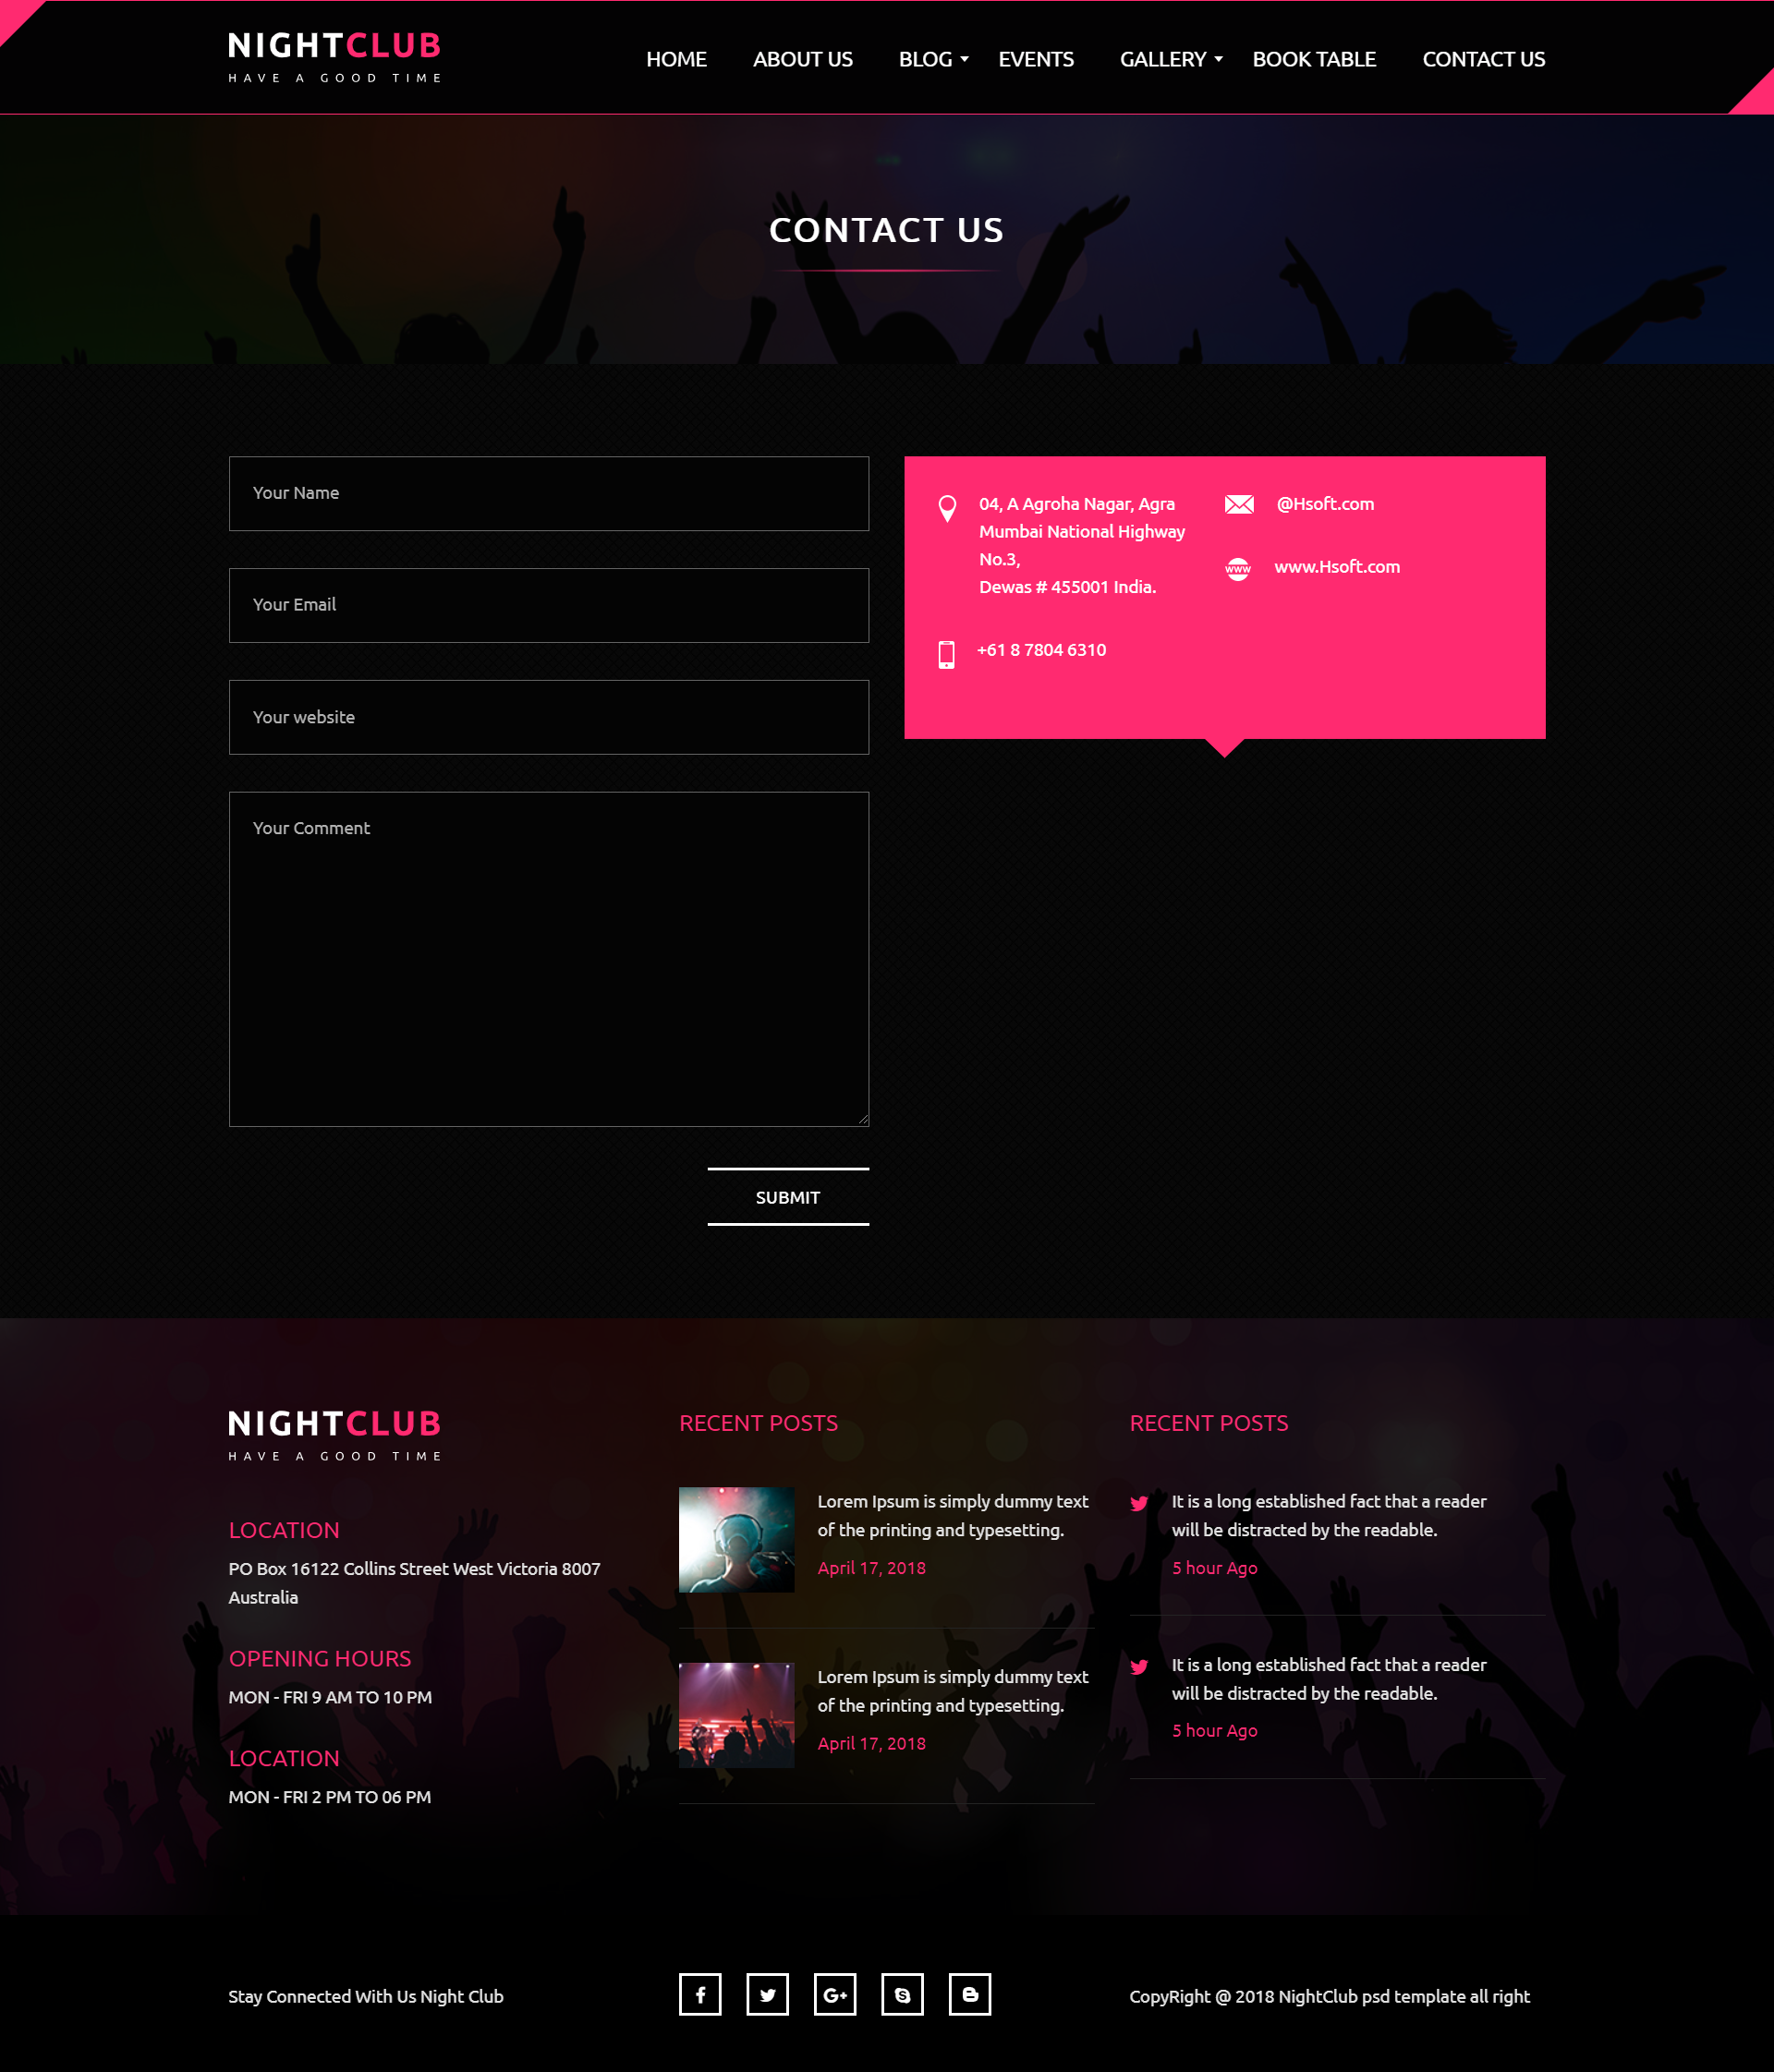 NIGHTCLUB
HAVE A GOOD TIME
HOME ABOUT US BLOG EVENTS GALLERY BOOK TABLE CONTACT US
CONTACT US
Your Name
Your Email
Your website
Your Comment
SUBMIT
04, A Agroha Nagar, Agra
Mumbai National Highway
No.3,
Dewas # 455001 India.
+61 8 7804 6310
@Hsoft.com
www
www.Hsoft.com
NIGHTCLUB
HAVE A GOOD TIME
LOCATION
PO Box 16122 Collins Street West Victoria 8007
Australia
OPENING HOURS
MON - FRI 9 AM TO 10 PM
LOCATION
MON - FRI 2 PM TO 06 PM
RECENT POSTS
Lorem Ipsum is simply dummy text
of the printing and typesetting.
April 17, 2018
Lorem Ipsum is simply dummy text
of the printing and typesetting.
April 17, 2018
RECENT POSTS
It is a long established fact that a reader
will be distracted by the readable.
5 hour Ago
It is a long established fact that a reader
will be distracted by the readable.
5 hour Ago
Stay Connected With Us Night Club
CopyRight @ 2018 NightClub psd template all right